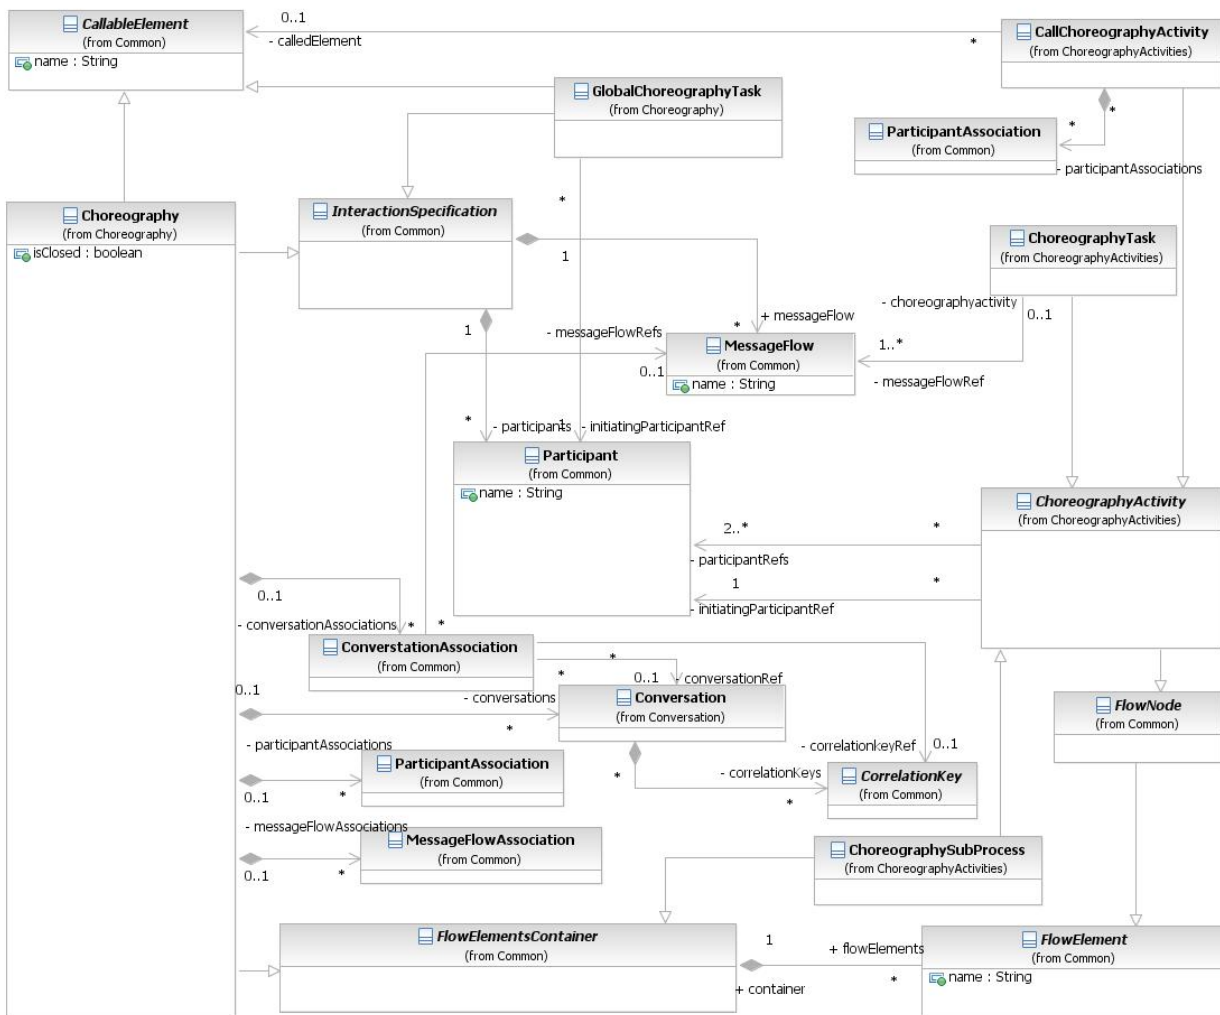 CallableElement
(from Common)
name : String
0..1
- calledElement
*
CallChoreographyActivity
(from ChoreographyActivities)
GlobalChoreographyTask
(from Choreography)
*
*
ParticipantAssociation
(from Common)
- participantAssociations
Choreography
(from Choreography)
isClosed : boolean
InteractionSpecification
(from Common)
*
1
ChoreographyTask
(from ChoreographyActivities)
- choreographyactivity
0..1
+ messageFlow
*
1
- messageFlowRefs
0..1
MessageFlow
(from Common)
name : String
1..*
- messageFlowRef
*
- participants
1
- initiatingParticipantRef
Participant
(from Common)
name : String
ChoreographyActivity
(from ChoreographyActivities)
2..*
*
- participantRefs
1
*
- initiatingParticipantRef
0..1
- conversationAssociations
*
*
ConverstationAssociation
(from Common)
*
*
0..1
- conversationRef
0..1
- conversations
*
Conversation
(from Conversation)
FlowNode
(from Common)
- participantAssociations
0..1
*
ParticipantAssociation
(from Common)
*
- correlationKeys
*
- correlationKeyRef
0..1
CorrelationKey
(from Common)
- messageFlowAssociations
0..1
*
MessageFlowAssociation
(from Common)
ChoreographySubProcess
(from ChoreographyActivities)
FlowElementsContainer
(from Common)
1
+ container
+ flowElements
*
FlowElement
(from Common)
name : String